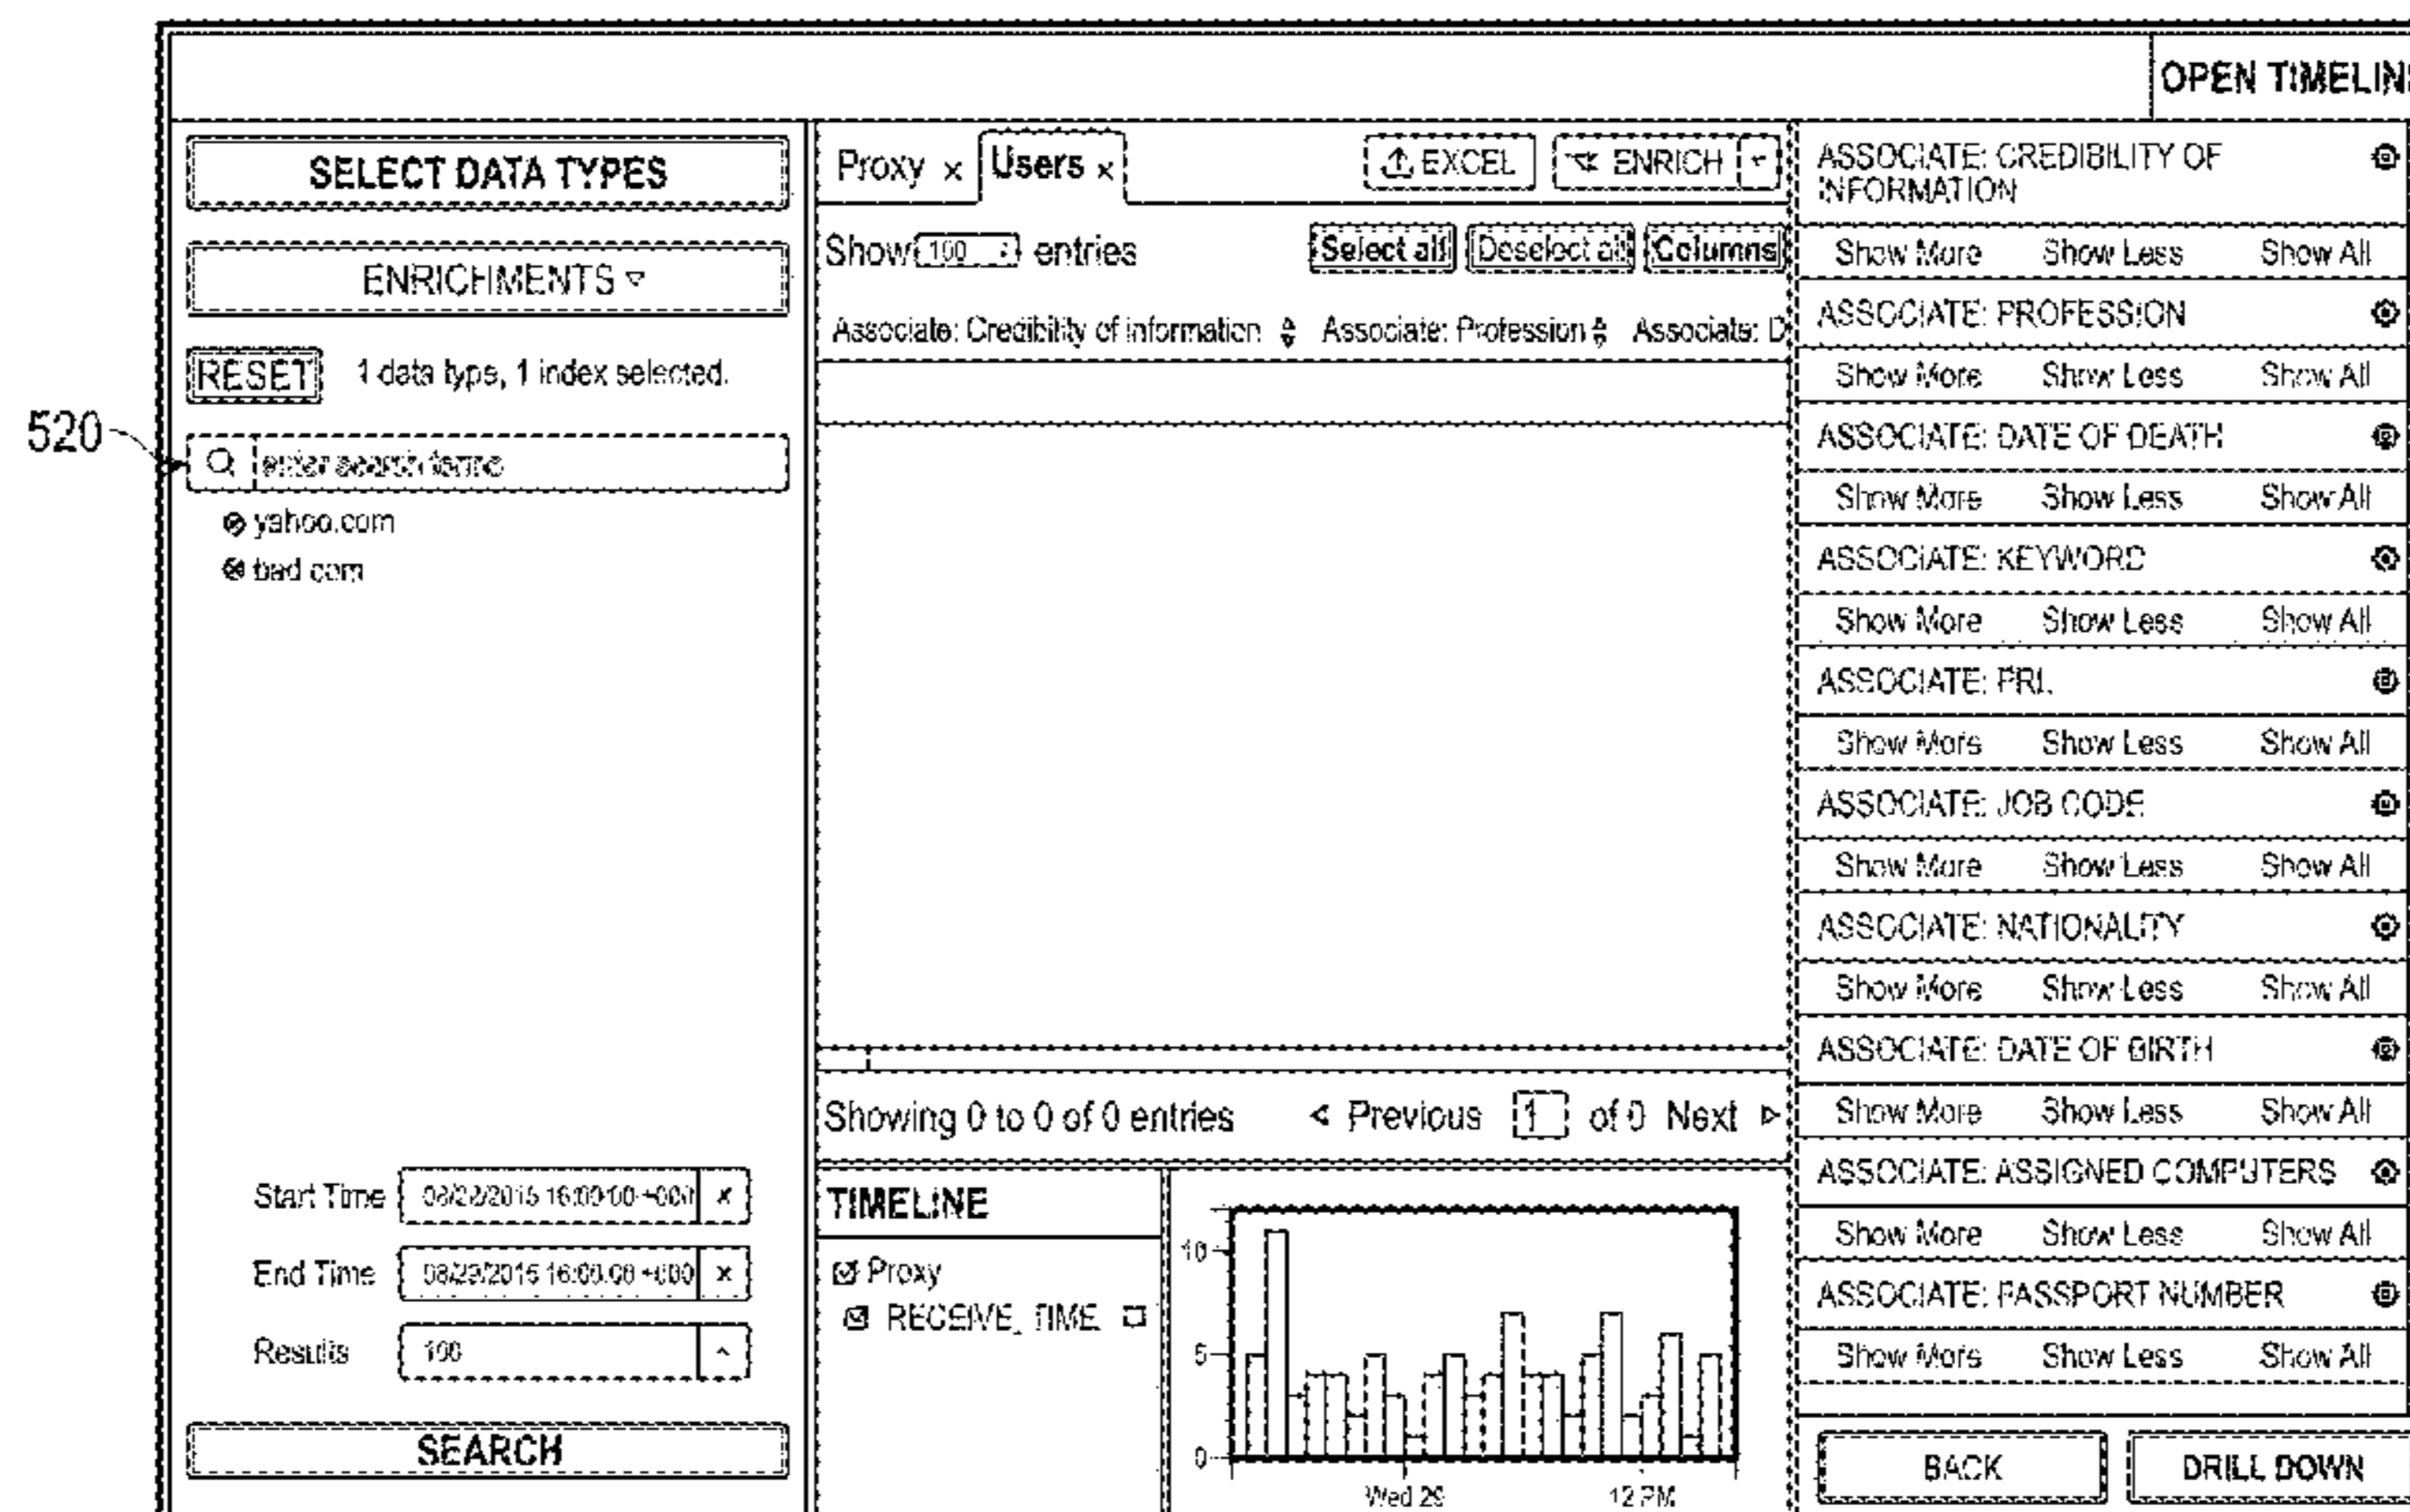 OPEN TIMELIN
SELECT DATA TYPES
ENRICHMENTS
RESET 1 data type, 1 index selected.
520
enter search terms
yahoo.com
bad.com
Start Time
End Time
Results 100
SEARCH
Proxy x Users x EXCEL ENRICH
Show 100 entries Select all Deselect all Columns
Associate: Credibility of information Associate: Profession Associate: D
Showing 0 to 0 of 0 entries < Previous 1 of 0 Next
TIMELINE
Proxy
RECEIVE_TIME
10
5
0
Wed 29 12 PM
ASSOCIATE: CREDIBILITY OF
INFORMATION
Show More Show Less Show All
ASSOCIATE: PROFESSION
Show More Show Less Show All
ASSOCIATE: DATE OF DEATH
Show More Show Less Show All
ASSOCIATE: KEYWORD
Show More Show Less Show All
ASSOCIATE:
Show More Show Less Show All
ASSOCIATE: JOB CODE
Show More Show Less Show All
ASSOCIATE: NATIONALITY
Show More Show Less Show All
ASSOCIATE: DATE OF BIRTH
Show More Show Less Show All
ASSOCIATE: ASSIGNED COMPUTERS
Show More Show Less Show All
ASSOCIATE: PASSPORT NUMBER
Show More Show Less Show All
BACK DRILL DOWN